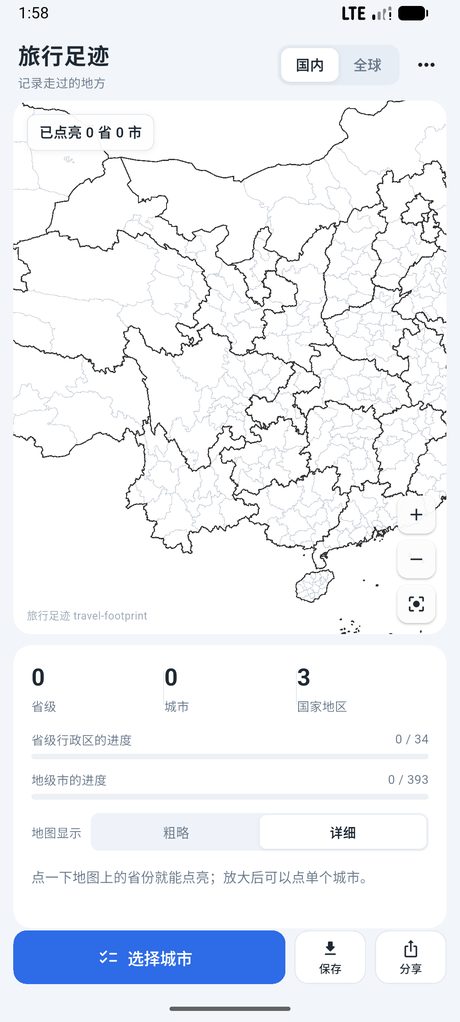 1:58
LTE
旅行足迹
国内
全球
记录走过的地方
已点亮 0 省 0 市
旅行足迹 travel-footprint
0
0
3
省级
城市
国家地区
省级行政区的进度
0 / 34
地级市的进度
0 / 393
地图显示
粗略
详细
点一下地图上的省份就能点亮；放大后可以点单个城市。
选择城市
保存
分享